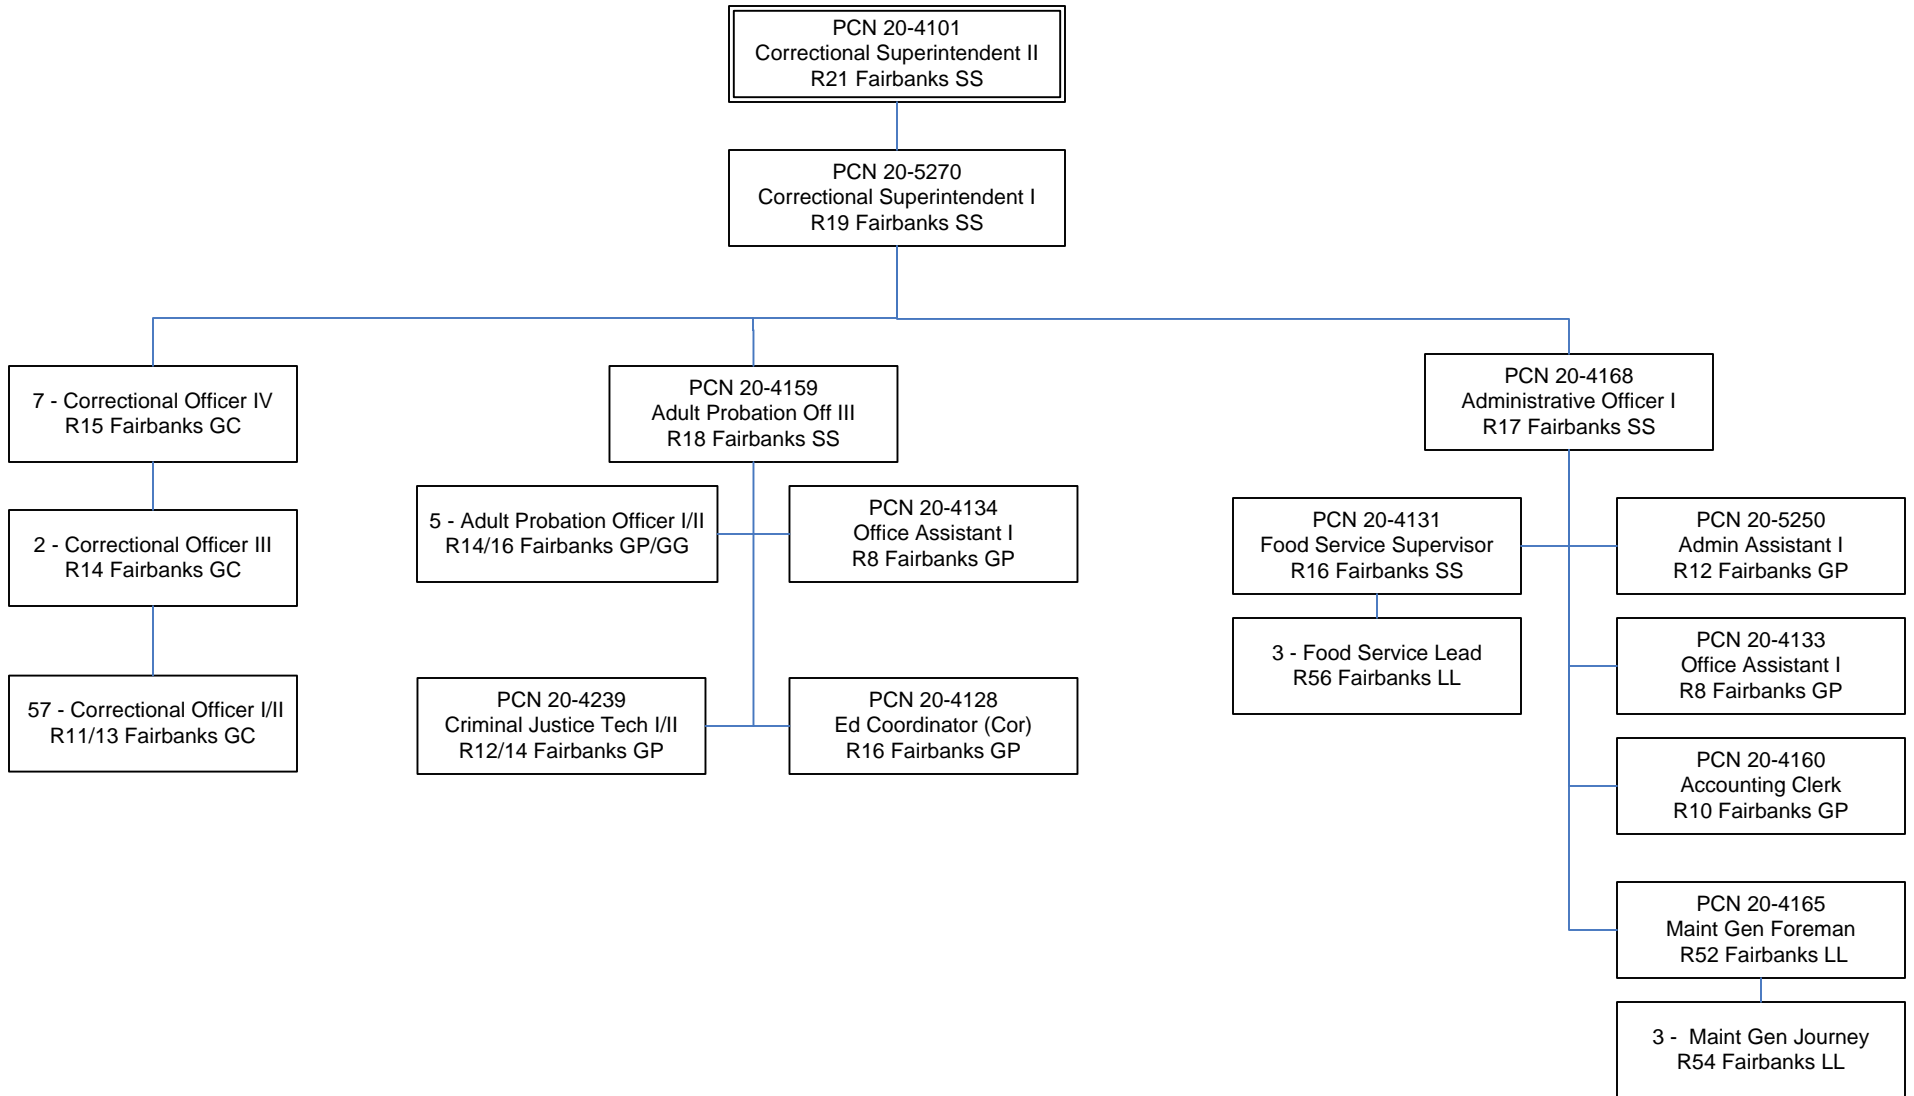 PCN 20-4101
Correctional Superintendent II
R21 Fairbanks SS
PCN 20-5270
Correctional Superintendent I
R19 Fairbanks SS
7 - Correctional Officer IV
R15 Fairbanks GC
2 - Correctional Officer III
R14 Fairbanks GC
57 - Correctional Officer I/II
R11/13 Fairbanks GC
PCN 20-4159
Adult Probation Off III
R18 Fairbanks SS
5 - Adult Probation Officer I/II
R14/16 Fairbanks GP/GG
PCN 20-4134
Office Assistant I
R8 Fairbanks GP
PCN 20-4239
Criminal Justice Tech I/II
R12/14 Fairbanks GP
PCN 20-4128
Ed Coordinator (Cor)
R16 Fairbanks GP
PCN 20-4168
Administrative Officer I
R17 Fairbanks SS
PCN 20-4131
Food Service Supervisor
R16 Fairbanks SS
3 - Food Service Lead
R56 Fairbanks LL
PCN 20-5250
Admin Assistant I
R12 Fairbanks GP
PCN 20-4133
Office Assistant I
R8 Fairbanks GP
PCN 20-4160
Accounting Clerk
R10 Fairbanks GP
PCN 20-4165
Maint Gen Foreman
R52 Fairbanks LL
3 -  Maint Gen Journey
R54 Fairbanks LL